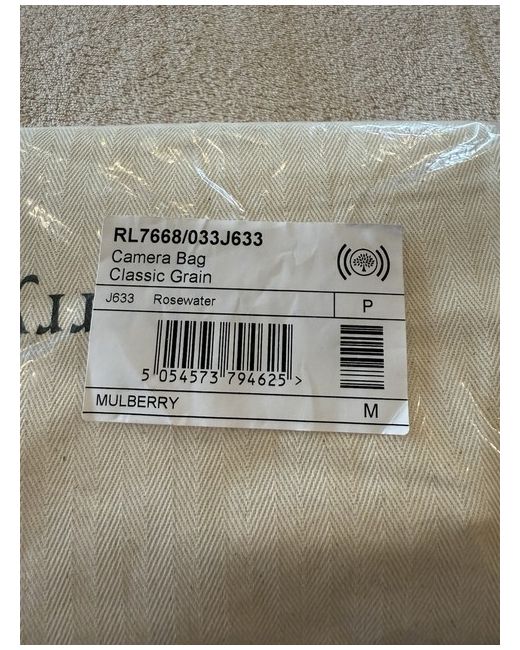 RL7668/033J633
Camera Bag
Classic Grain
J633 Rosewater P
5 054573 794625 >
MULBERRY M